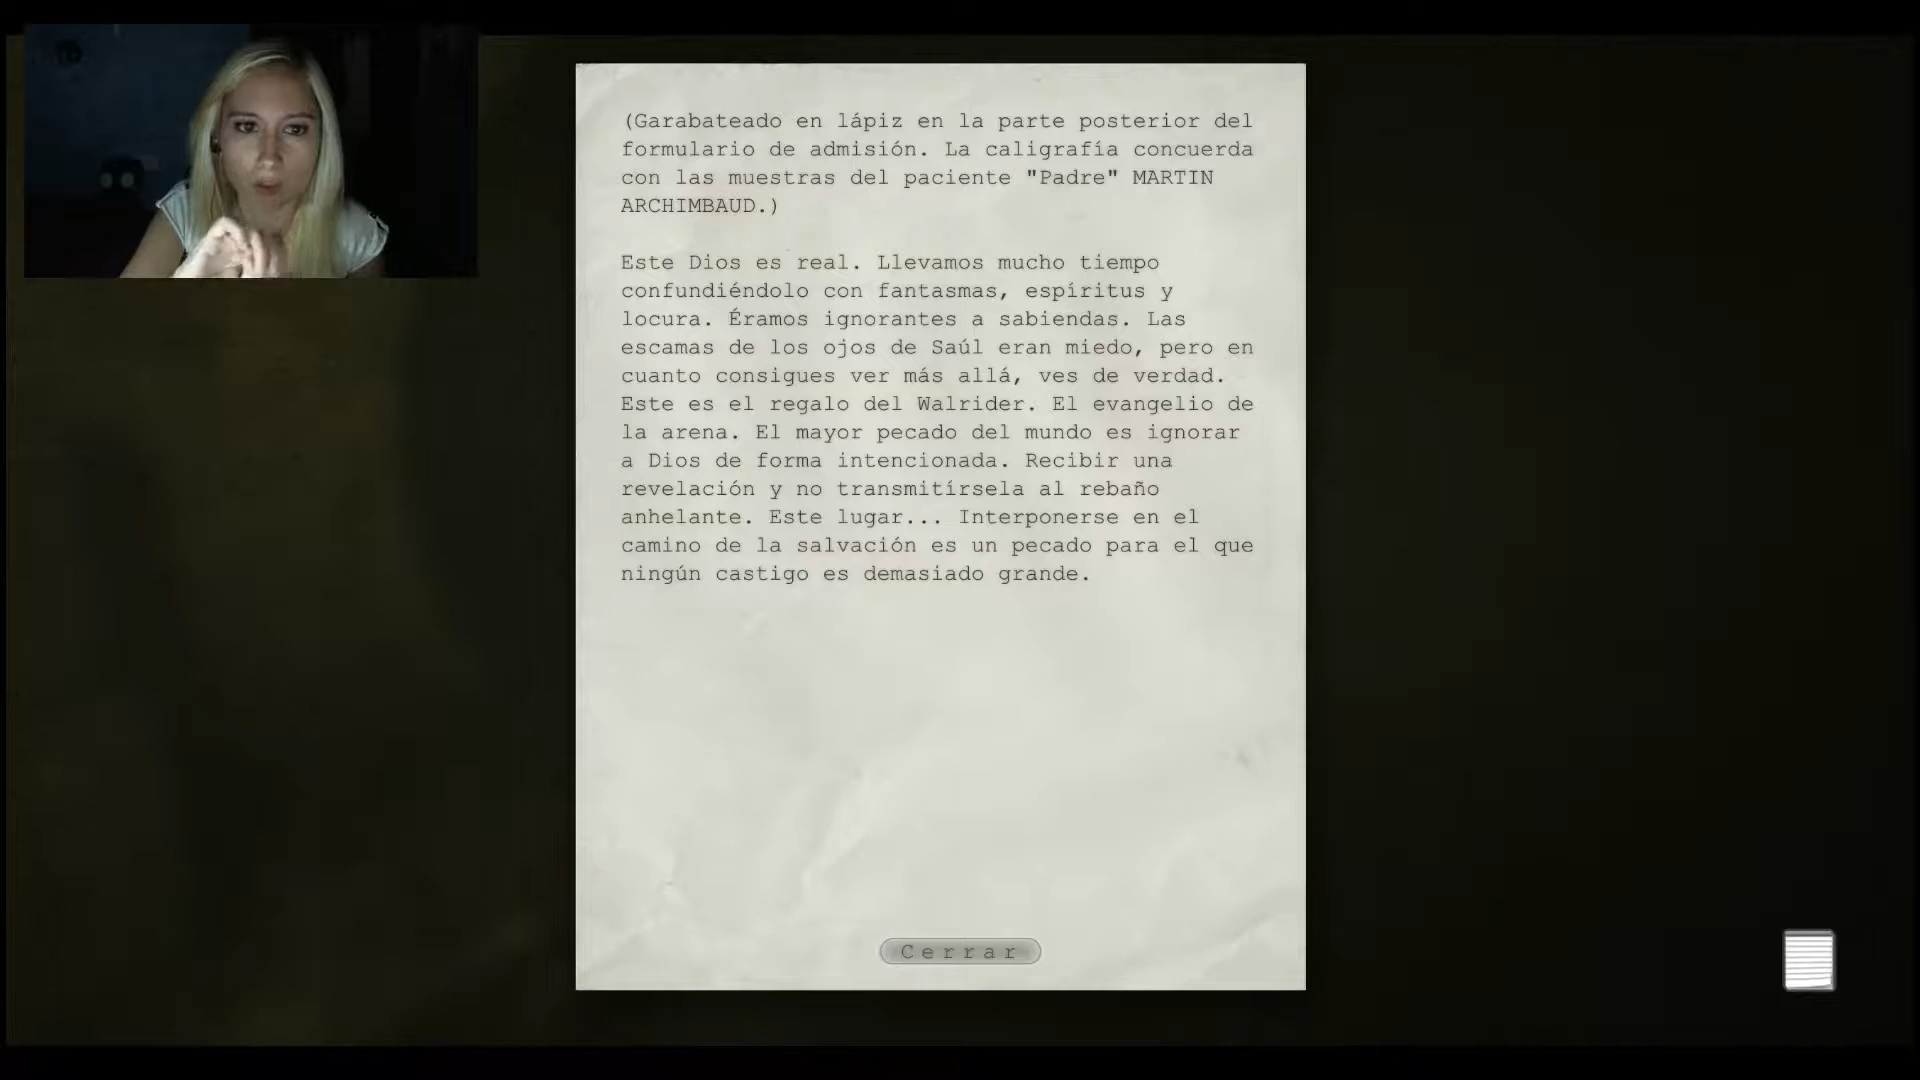 (Garabateado en lápiz en la parte posterior del
formulario de admisión. La caligrafía concuerda
con las muestras del paciente "Padre" MARTIN
ARCHIMBAUD.)
Este Dios es real. Llevamos mucho tiempo
confundiéndolo con fantasmas, espíritus y
locura. Éramos ignorantes a sabiendas. Las
escamas de los ojos de Saúl eran miedo, pero en
cuanto consigues ver más allá, ves de verdad.
Este es el regalo del Walrider. El evangelio de
la arena. El mayor pecado del mundo es ignorar
a Dios de forma intencionada. Recibir una
revelación y no transmitírsela al rebaño
anhelante. Este lugar... Interponerse en el
camino de la salvación es un pecado para el que
ningún castigo es demasiado grande.
Cerrar